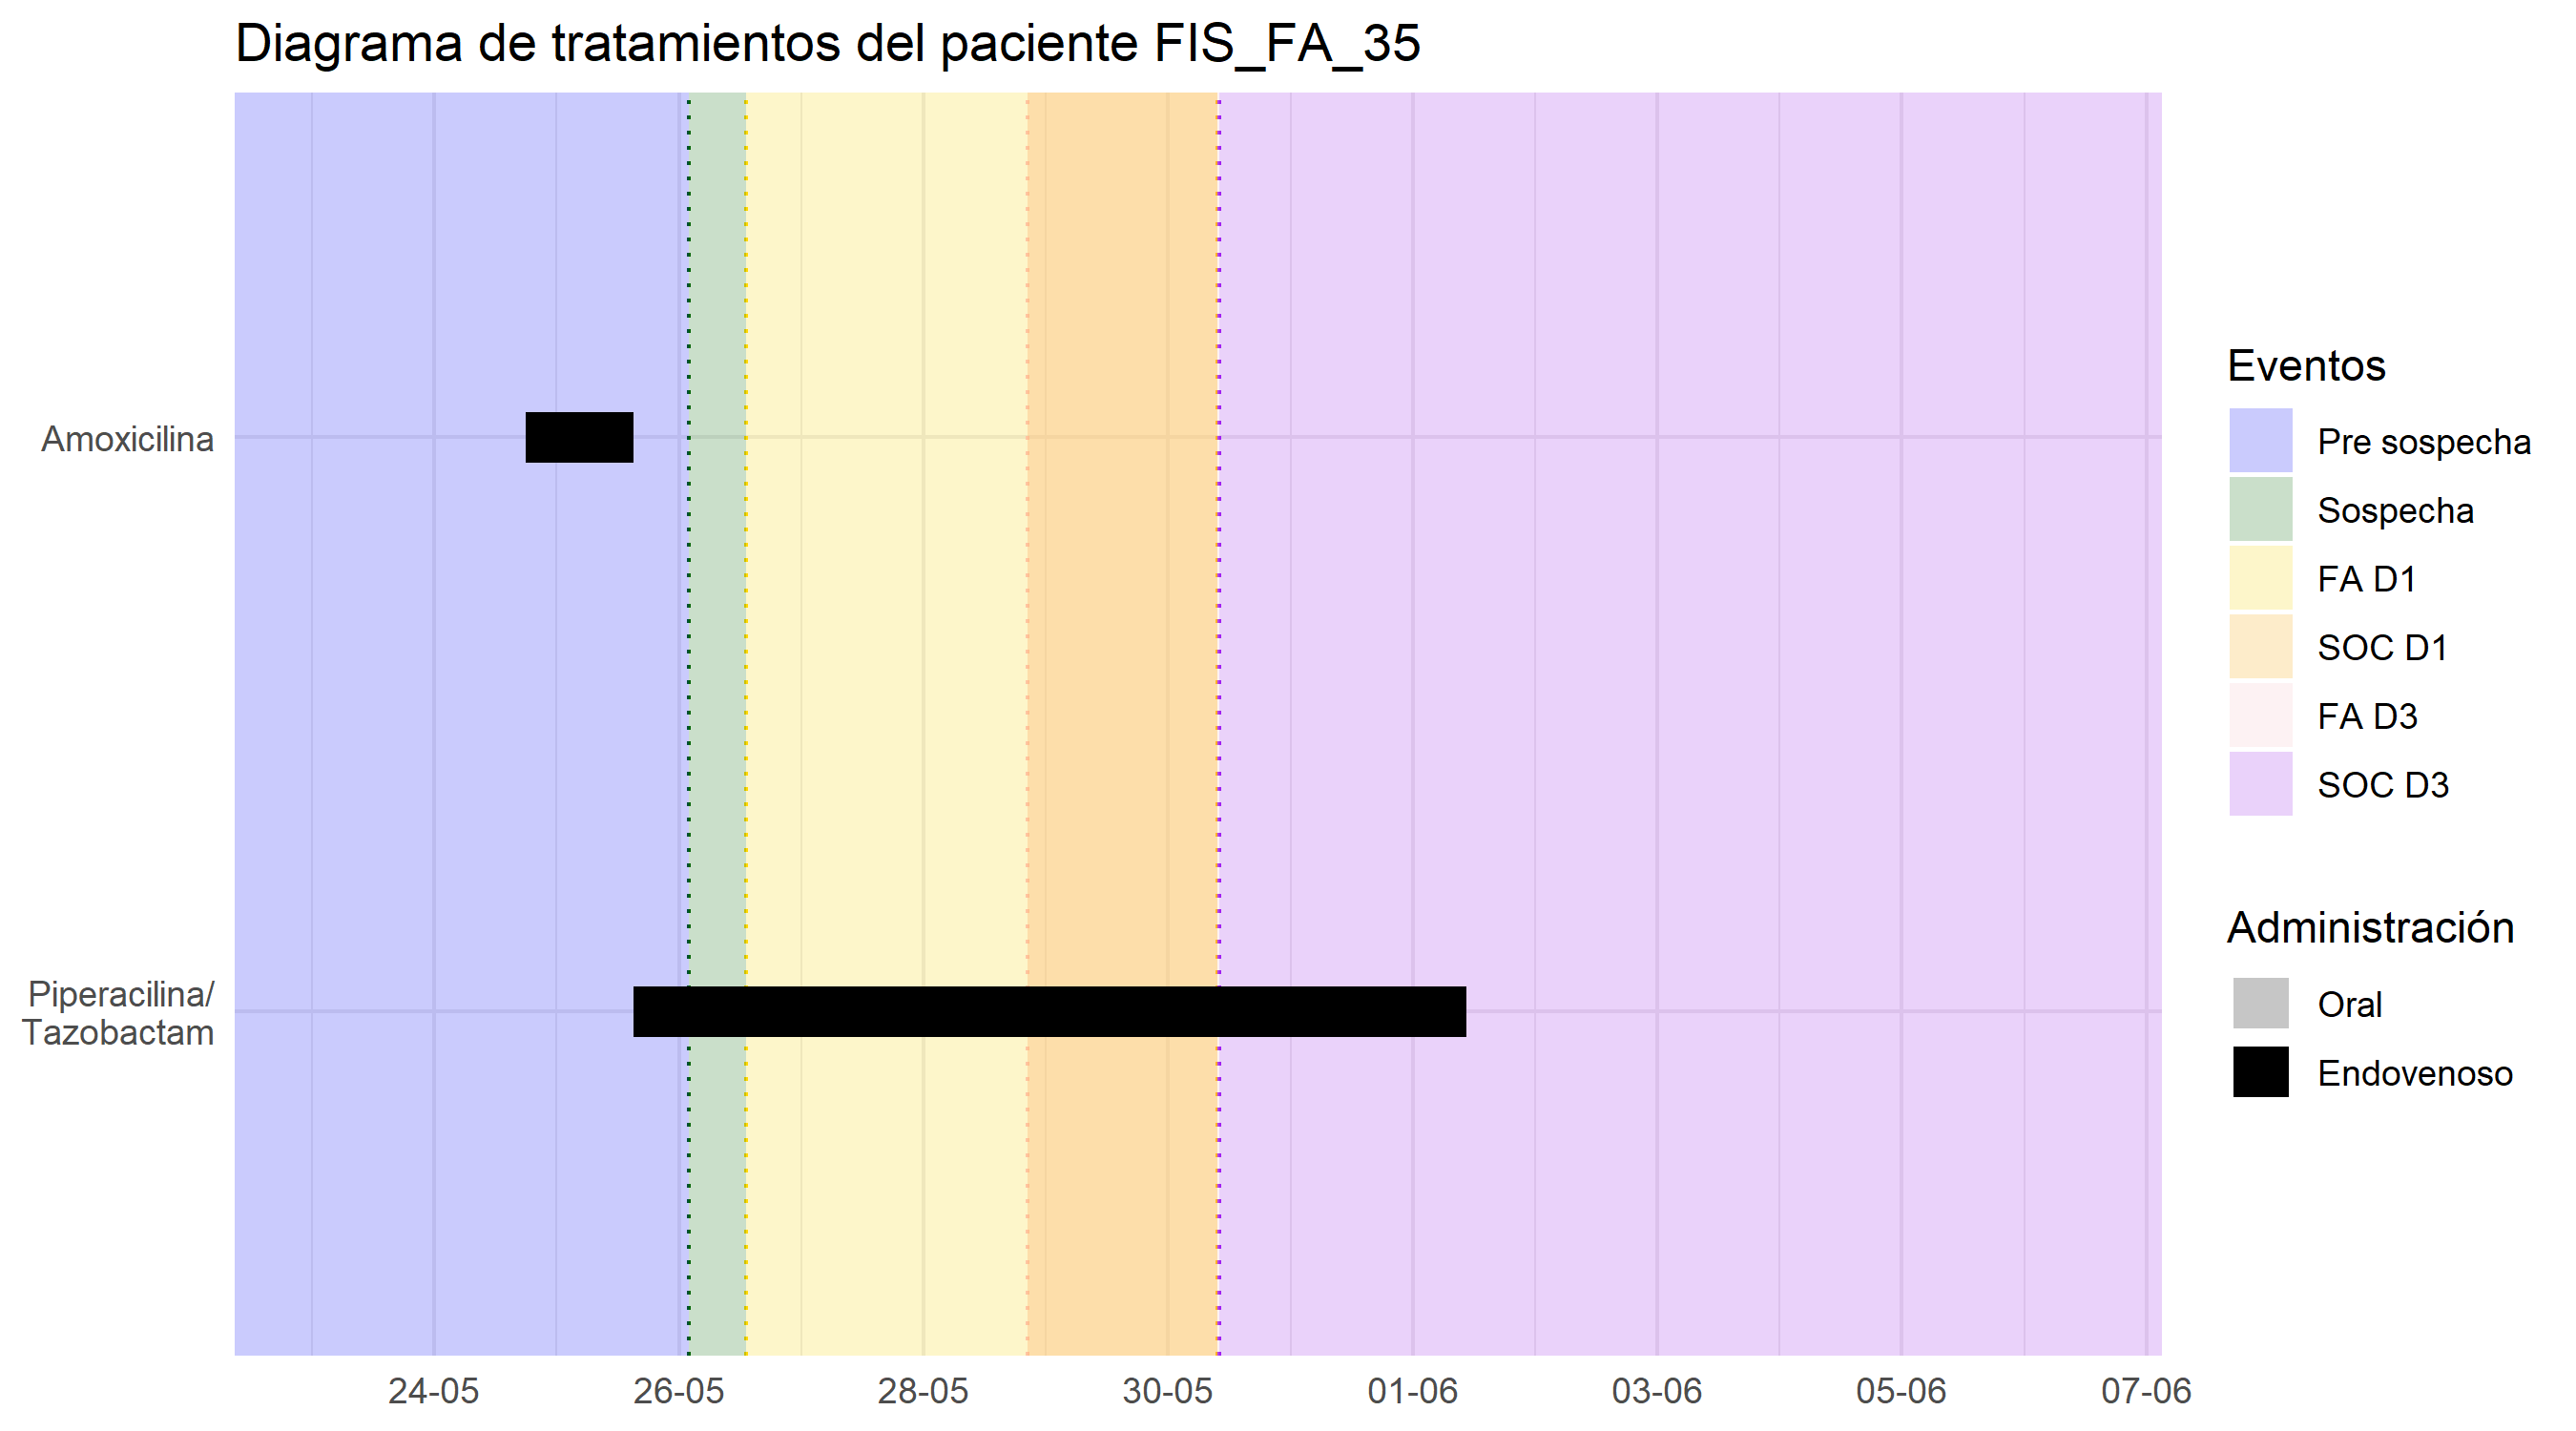 Diagrama de tratamientos del paciente FIS_FA_35
Amoxicilina
Piperacilina/
Tazobactam
24-05
26-05
28-05
30-05
01-06
03-06
05-06
07-06
Eventos
Pre sospecha
Sospecha
FA D1
SOC D1
FA D3
SOC D3
Administración
Oral
Endovenoso